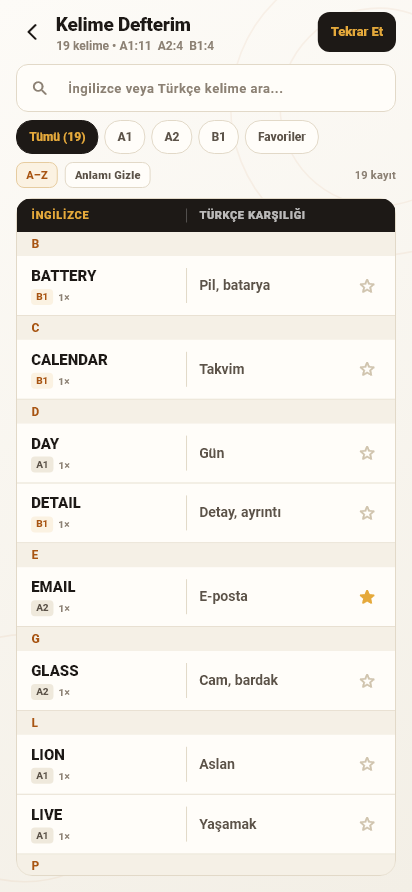 Kelime Defterim
19 kelime • A1:11 A2:4 B1:4
Tekrar Et
İngilizce veya Türkçe kelime ara...
Tümü (19) A1 A2 B1 Favoriler
A–Z Anlamı Gizle 19 kayıt
İNGİLİZCE TÜRKÇE KARŞILIĞI
B
BATTERY
B1 1×
Pil, batarya
C
CALENDAR
B1 1×
Takvim
D
DAY
A1 1×
Gün
DETAIL
B1 1×
Detay, ayrıntı
E
EMAIL
A2 1×
E-posta
G
GLASS
A2 1×
Cam, bardak
L
LION
A1 1×
Aslan
LIVE
A1 1×
Yaşamak
P